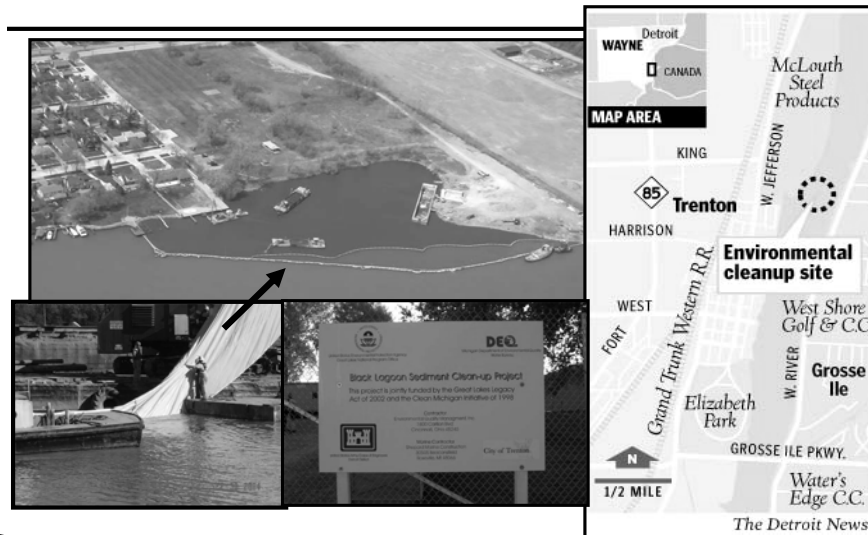 Detroit
WAYNE
CANADA
MAP AREA
McLouth
Steel
Products
KING
W. JEFFERSON
85
Trenton
HARRISON
Environmental
cleanup site
Grand Trunk Western R.R.
WEST
FORT
West Shore
Golf & C.C.
W. RIVER
Grosse
Ile
Elizabeth
Park
GROSSE ILE PKWY.
N
1/2 MILE
Water's
Edge C.C.
The Detroit News
DEQ
Black Lagoon Sediment Clean-up Project
This project is jointly funded by the Great Lakes Legacy
Act of 2002 and the Clean Michigan Initiative of 1998
City of Trenton
2004